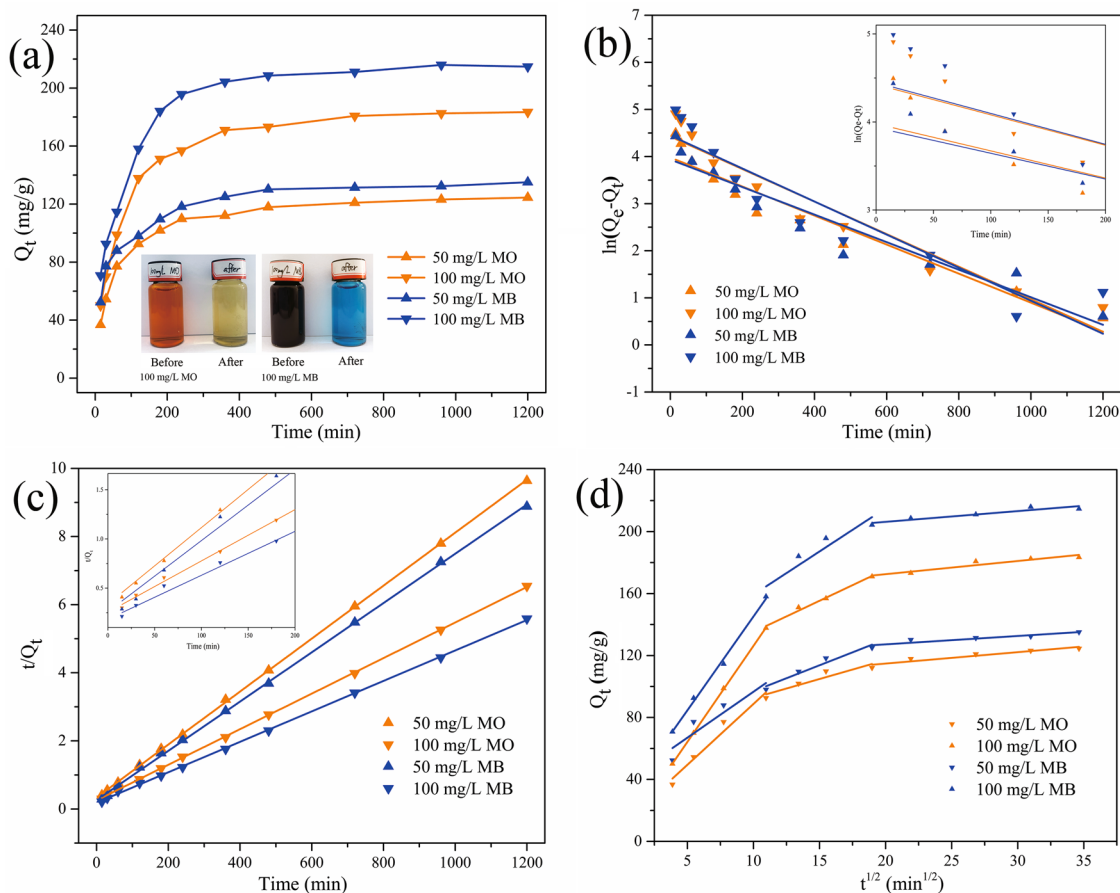 (a)
240
200
160
120
80
40
0
Qt (mg/g)
50 mg/L MO
100 mg/L MO
50 mg/L MB
100 mg/L MB
100mg/L MO
after
100mg/L MB
after
Before
100 mg/L MO
After
Before
100 mg/L MB
After
0 200 400 600 800 1000 1200
Time (min)
(b)
7
6
5
4
3
2
1
0
-1
ln(Qe-Qt)
5
4
3
ln(Qe-Qt)
0 50 100 150 200
Time (min)
50 mg/L MO
100 mg/L MO
50 mg/L MB
100 mg/L MB
0 200 400 600 800 1000 1200
Time (min)
(c)
10
8
6
4
2
0
t/Qt
1.5
1.0
0.5
t/Qt
0 50 100 150 200
Time (min)
50 mg/L MO
100 mg/L MO
50 mg/L MB
100 mg/L MB
0 200 400 600 800 1000 1200
Time (min)
(d)
240
200
160
120
80
40
0
Qt (mg/g)
50 mg/L MO
100 mg/L MO
50 mg/L MB
100 mg/L MB
5 10 15 20 25 30 35
t1/2 (min1/2)